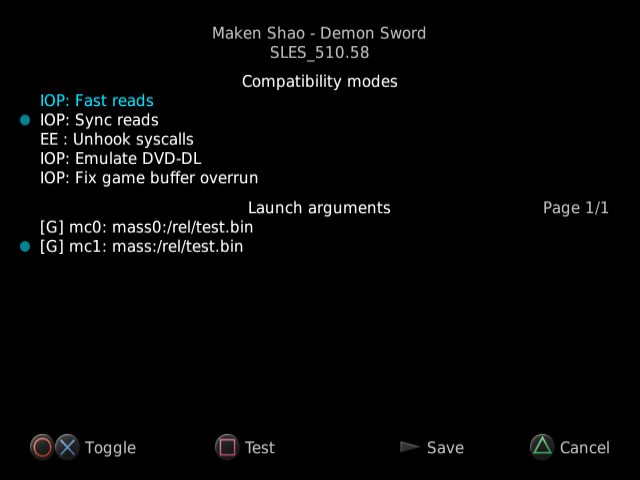 Maken Shao - Demon Sword
SLES_510.58
Compatibility modes
IOP: Fast reads
IOP: Sync reads
EE : Unhook syscalls
IOP: Emulate DVD-DL
IOP: Fix game buffer overrun
Launch arguments Page 1/1
[G] mc0: mass0:/rel/test.bin
[G] mc1: mass:/rel/test.bin
Toggle Test Save Cancel